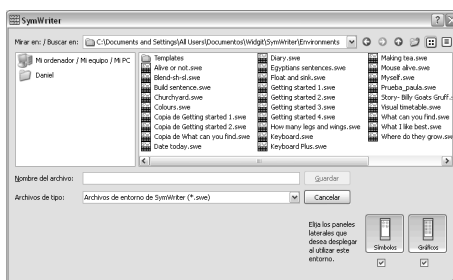 SymWriter
Mirar en: / Buscar en: C:\Documents and Settings\All Users\Documentos\Widgit\SymWriter\Environments
Mi ordenador / Mi equipo / Mi PC
Daniel
Templates
Alive or not.swe
Blend-sh-sl.swe
Build sentence.swe
Churchyard.swe
Colours.swe
Copia de Getting started 1.swe
Copia de Getting started 2.swe
Copia de What can you find.swe
Date today.swe
Diary.swe
Egyptians sentences.swe
Float and sink.swe
Getting started 1.swe
Getting started 2.swe
Getting started 3.swe
Getting started 4.swe
How many legs and wings.swe
Keyboard.swe
Keyboard Plus.swe
Making tea.swe
Mouse alive.swe
Myself.swe
Prueba_paula.swe
Story- Billy Goats Gruff.s
Visual timetable.swe
What can you find.swe
What I like best.swe
Where do they grow.sw
Nombre del archivo:
Guardar
Archivos de tipo: Archivos de entorno de SymWriter (*.swe)
Cancelar
Elija los paneles
laterales que
desea desplegar
al utilizar este
entorno.
Símbolos
Gráficos